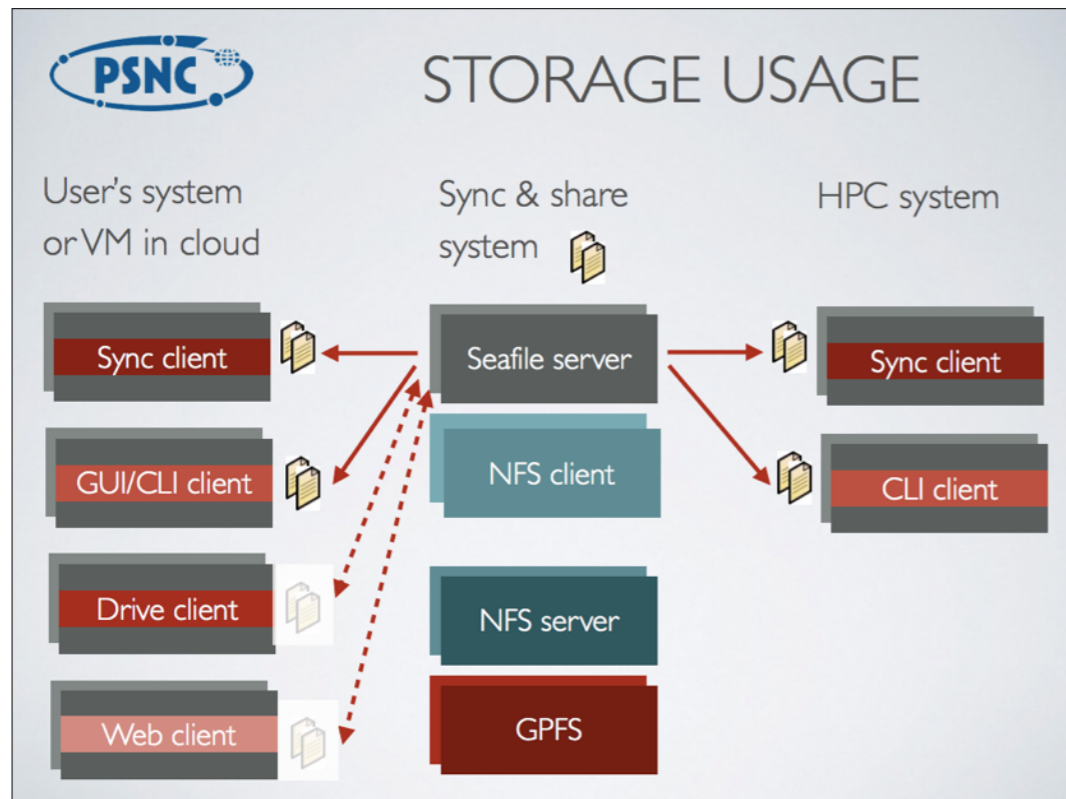 PSNC
STORAGE USAGE
User's system
or VM in cloud
Sync & share
system
HPC system
Sync client
Seafile server
Sync client
GUI/CLI client
NFS client
CLI client
Drive client
NFS server
Web client
GPFS